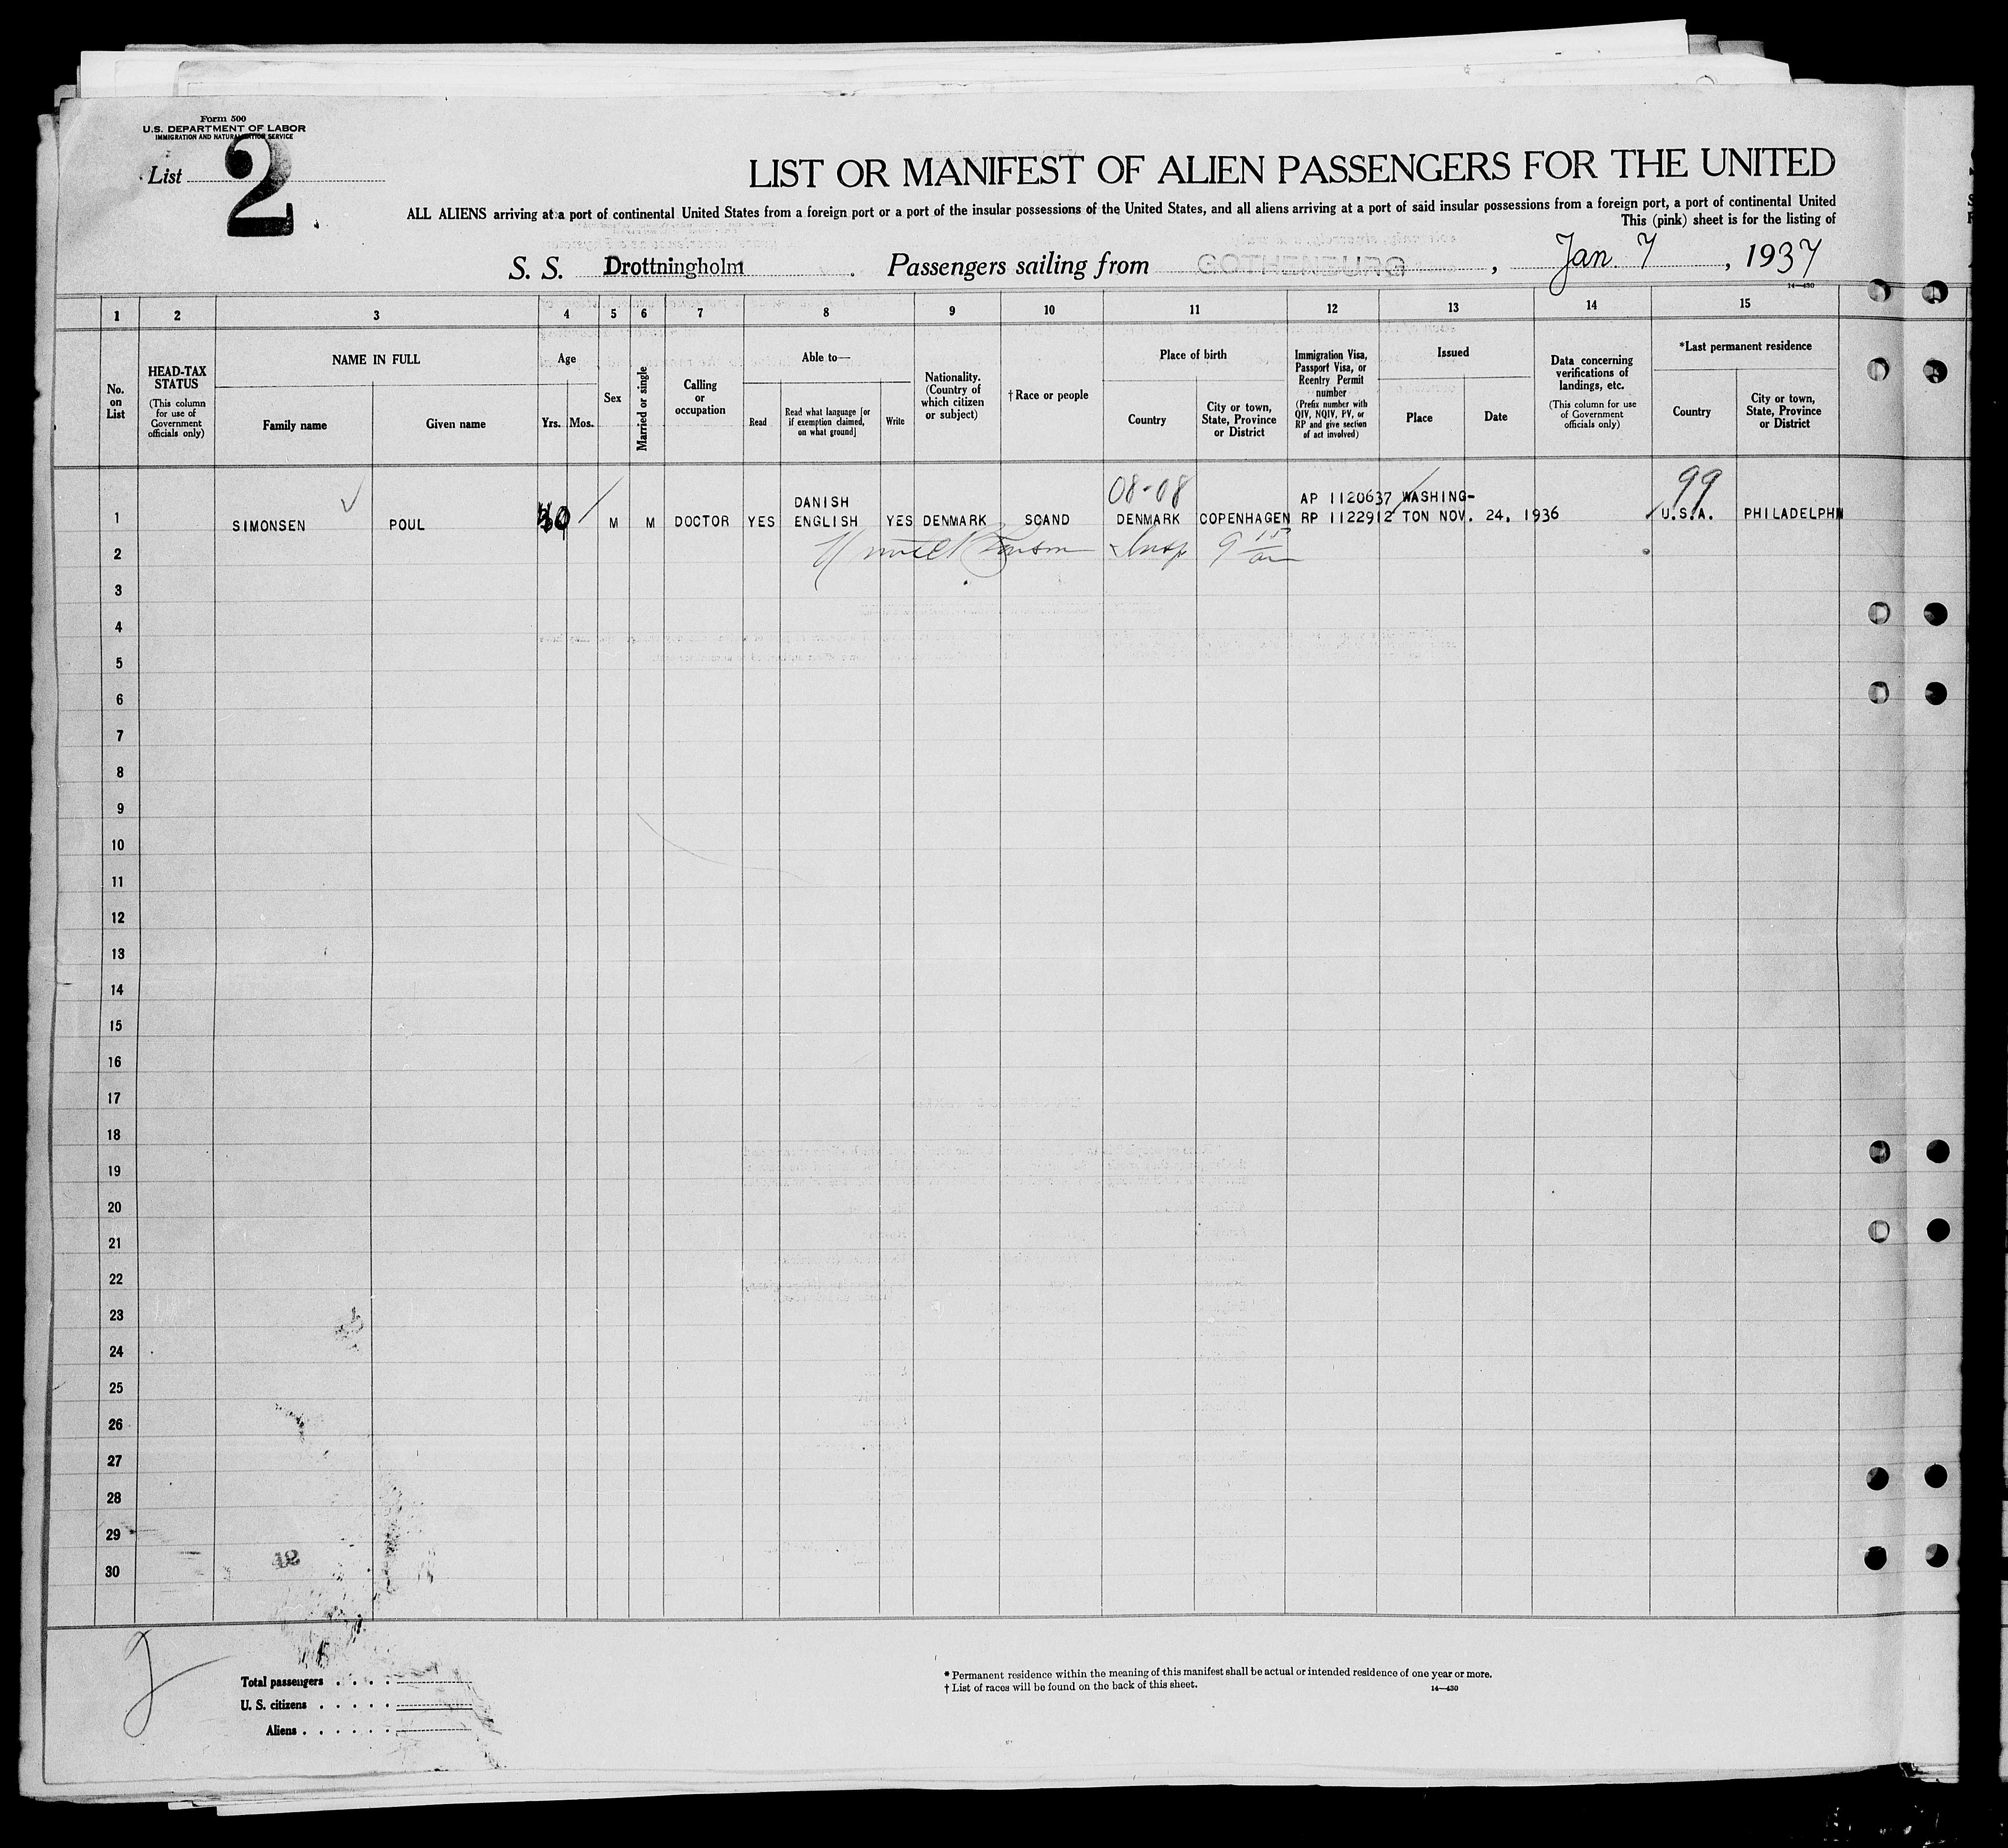 Form 500
U.S. DEPARTMENT OF LABOR
IMMIGRATION AND NATURALIZATION SERVICE
List 2
LIST OR MANIFEST OF ALIEN PASSENGERS FOR THE UNITED
ALL ALIENS arriving at a port of continental United States from a foreign port or a port of the insular possessions of the United States, and all aliens arriving at a port of said insular possessions from a foreign port, a port of continental United
This (pink) sheet is for the listing of
S. S. Drottningholm . Passengers sailing from GOTHENBURG , Jan. 7 , 1937
14—430
1 2 3 4 5 6 7 8 9 10 11 12 13 14 15
No. on List
HEAD-TAX STATUS
(This column for use of Government officials only)
NAME IN FULL
Family name
Given name
Age
Yrs. Mos.
Sex
Married or single
Calling or occupation
Able to—
Read
Read what language [or if exemption claimed, on what ground]
Write
Nationality. (Country of which citizen or subject)
† Race or people
Place of birth
Country
City or town, State, Province or District
Immigration Visa, Passport Visa, or Reentry Permit number
(Prefix number with QIV, NQIV, PV, or RP and give section of act involved)
Issued
Place
Date
Data concerning verifications of landings, etc.
(This column for use of Government officials only)
*Last permanent residence
Country
City or town, State, Province or District
08-08 99
DANISH AP 1120637 WASHING-
1 SIMONSEN POUL M M DOCTOR YES ENGLISH YES DENMARK SCAND DENMARK COPENHAGEN RP 1122912 TON NOV. 24, 1936 U.S.A. PHILADELPH
2
3
4
5
6
7
8
9
10
11
12
13
14
15
16
17
18
19
20
21
22
23
24
25
26
27
28
29
30
Total passengers
U. S. citizens
Aliens
* Permanent residence within the meaning of this manifest shall be actual or intended residence of one year or more.
† List of races will be found on the back of this sheet.
14—430